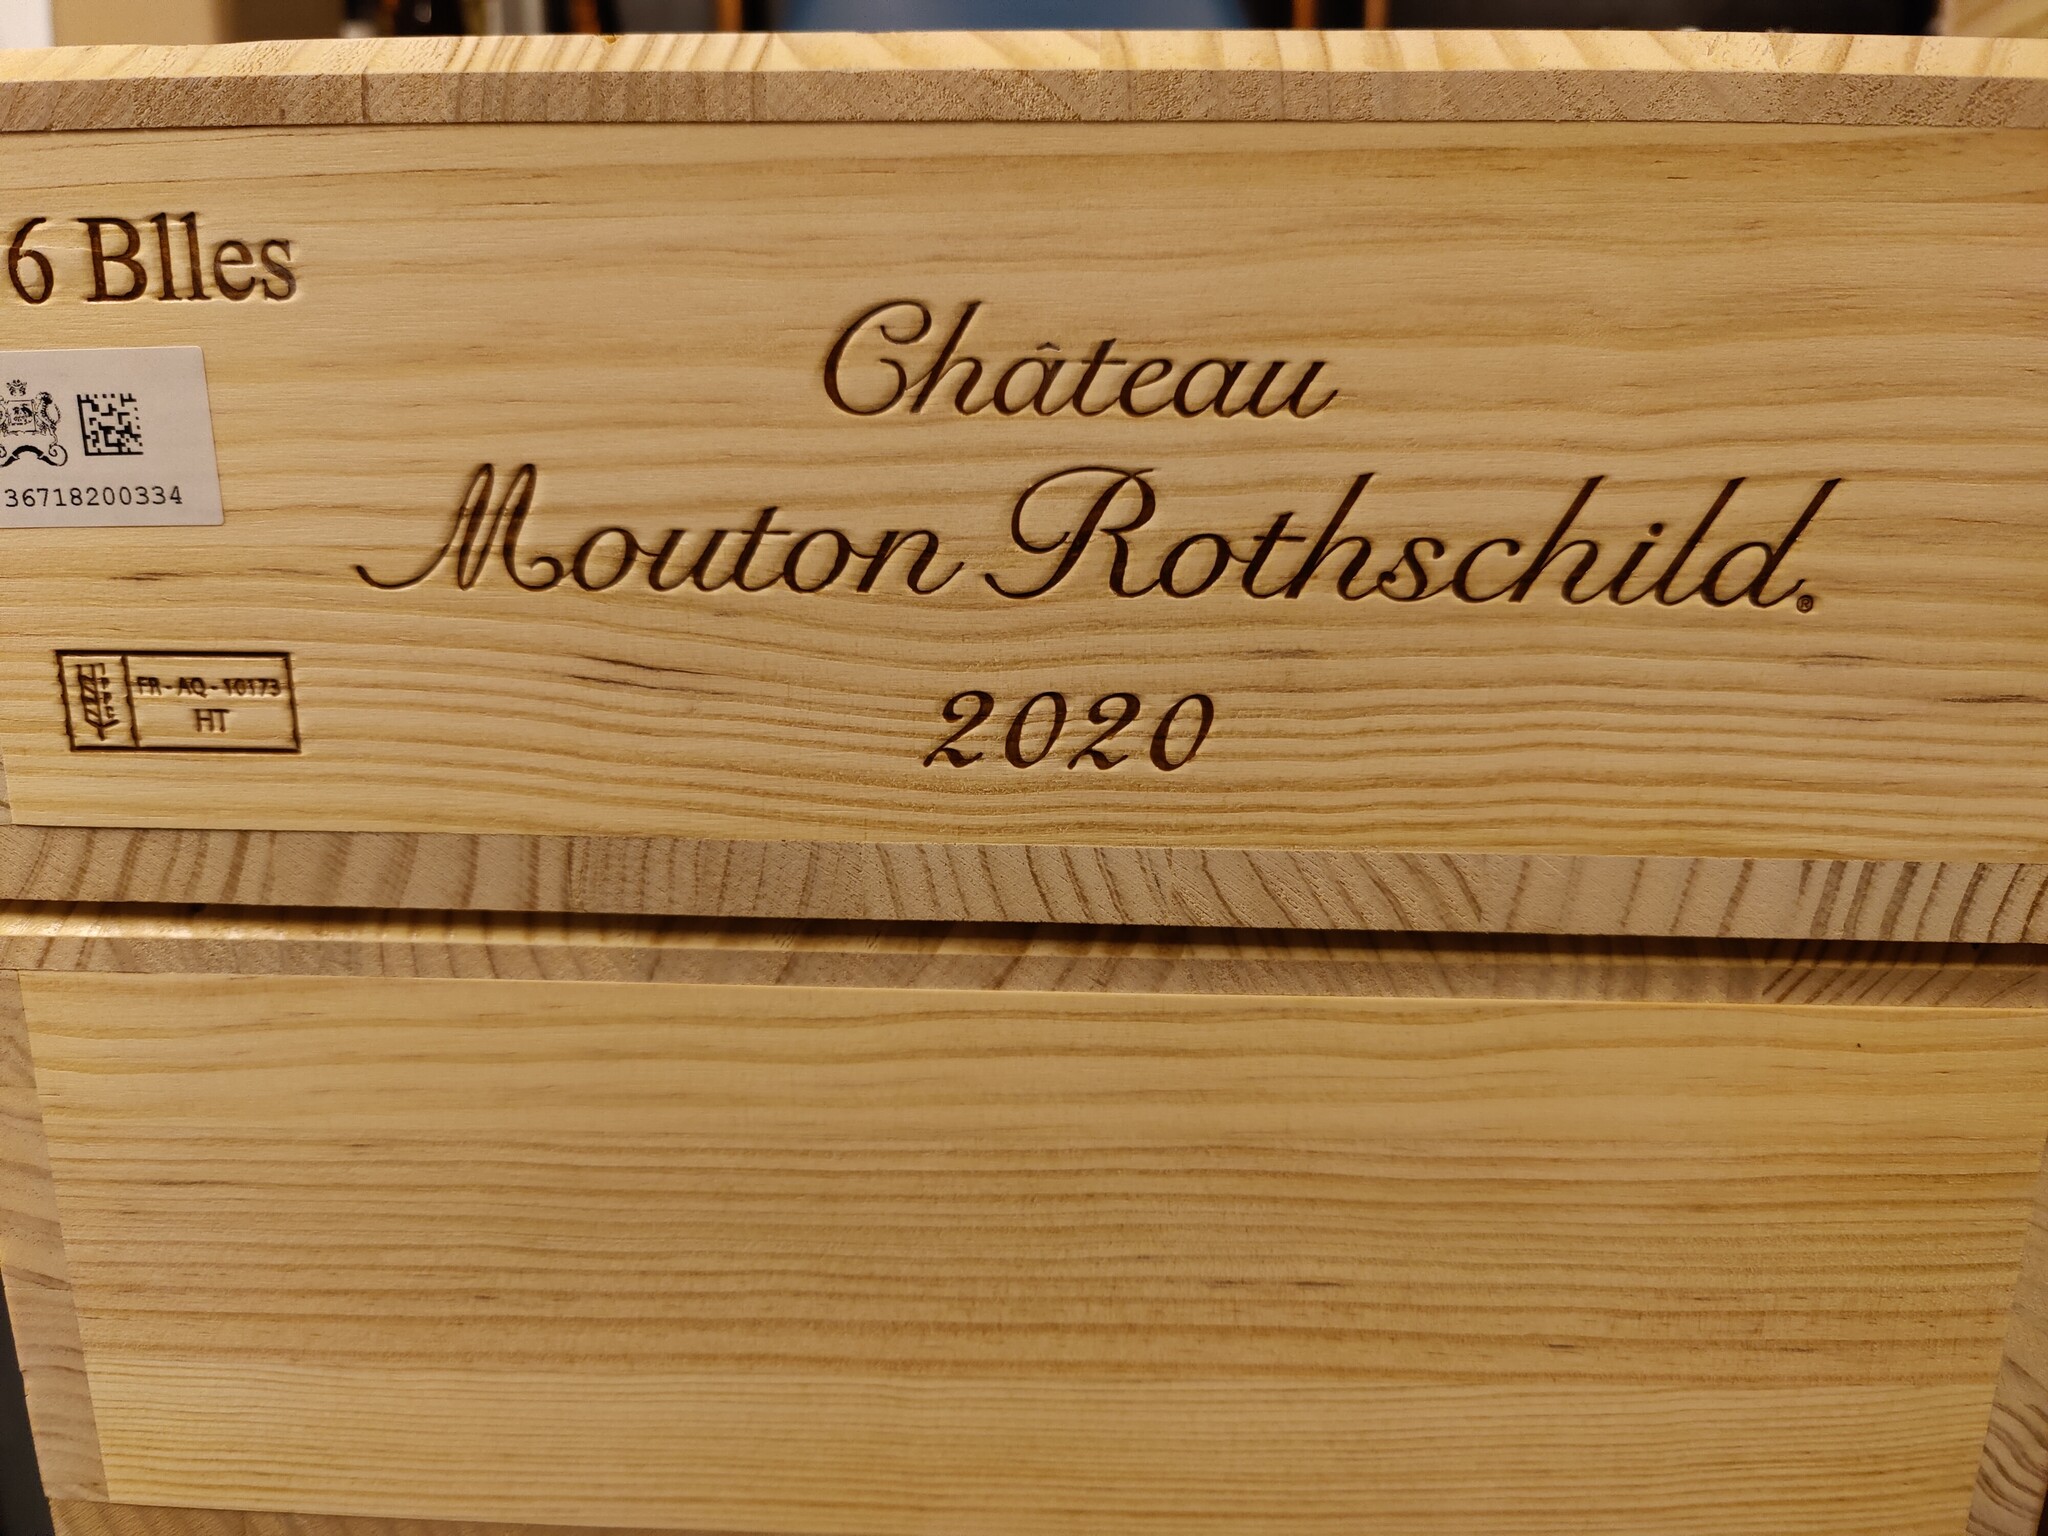 6 Blles
Château
36718200334
Mouton Rothschild®
FR-AQ-10173
HT
2020